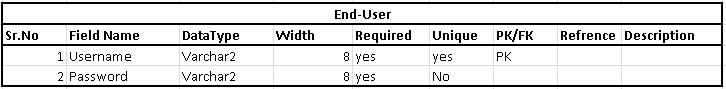 End-User
Sr.No Field Name DataType Width Required Unique PK/FK Refrence Description
1 Username Varchar2 8 yes yes PK
2 Password Varchar2 8 yes No